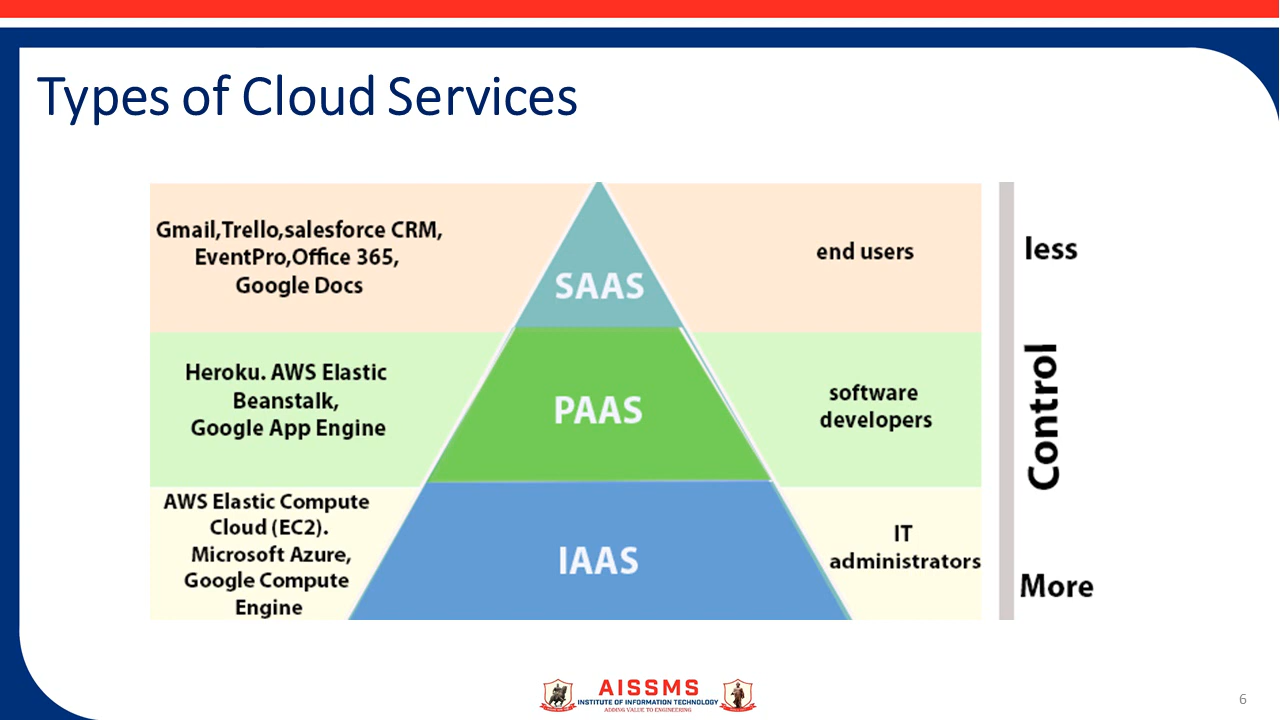 Types of Cloud Services
Gmail,Trello,salesforce CRM,
EventPro,Office 365,
Google Docs
SAAS
end users
less
Heroku. AWS Elastic
Beanstalk,
Google App Engine
PAAS
software
developers
Control
AWS Elastic Compute
Cloud (EC2).
Microsoft Azure,
Google Compute
Engine
IAAS
IT
administrators
More
AISSMS
INSTITUTE OF INFORMATION TECHNOLOGY
ADDING VALUE TO ENGINEERING
6